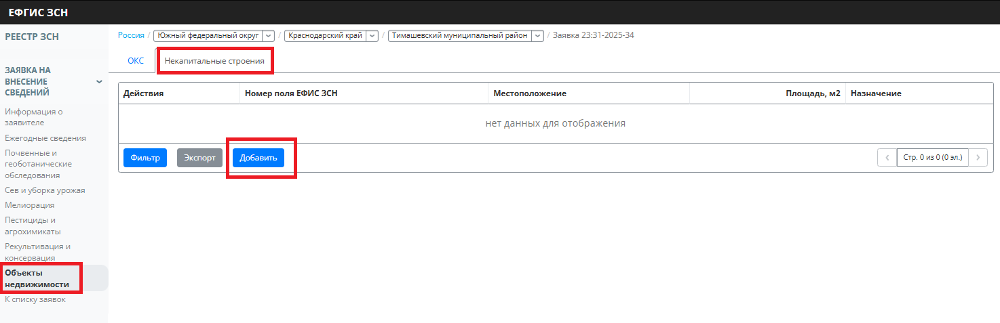 ЕФГИС ЗСН
РЕЕСТР ЗСН
ЗАЯВКА НА
ВНЕСЕНИЕ
СВЕДЕНИЙ
Информация о
заявителе
Ежегодные сведения
Почвенные и
геоботанические
обследования
Сев и уборка урожая
Мелиорация
Пестициды и
агрохимикаты
Рекультивация и
консервация
Объекты
недвижимости
К списку заявок
Россия / Южный федеральный округ / Краснодарский край / Тимашевский муниципальный район / Заявка 23:31-2025-34
ОКС Некапитальные строения
Действия Номер поля ЕФИС ЗСН Местоположение Площадь, м2 Назначение
нет данных для отображения
Фильтр Экспорт Добавить Стр. 0 из 0 (0 эл.)